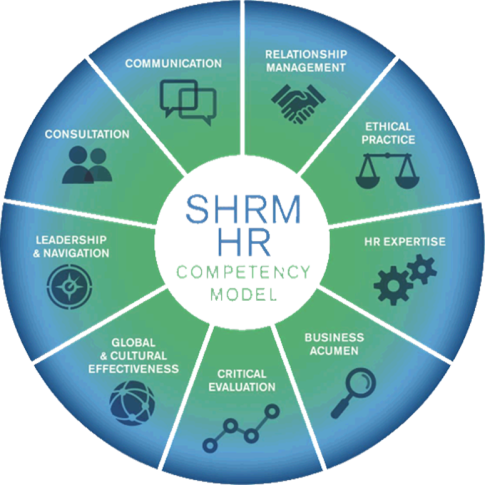 COMMUNICATION
RELATIONSHIP
MANAGEMENT
ETHICAL
PRACTICE
HR EXPERTISE
BUSINESS
ACUMEN
CRITICAL
EVALUATION
GLOBAL
& CULTURAL
EFFECTIVENESS
LEADERSHIP
& NAVIGATION
CONSULTATION
SHRM
HR
COMPETENCY
MODEL